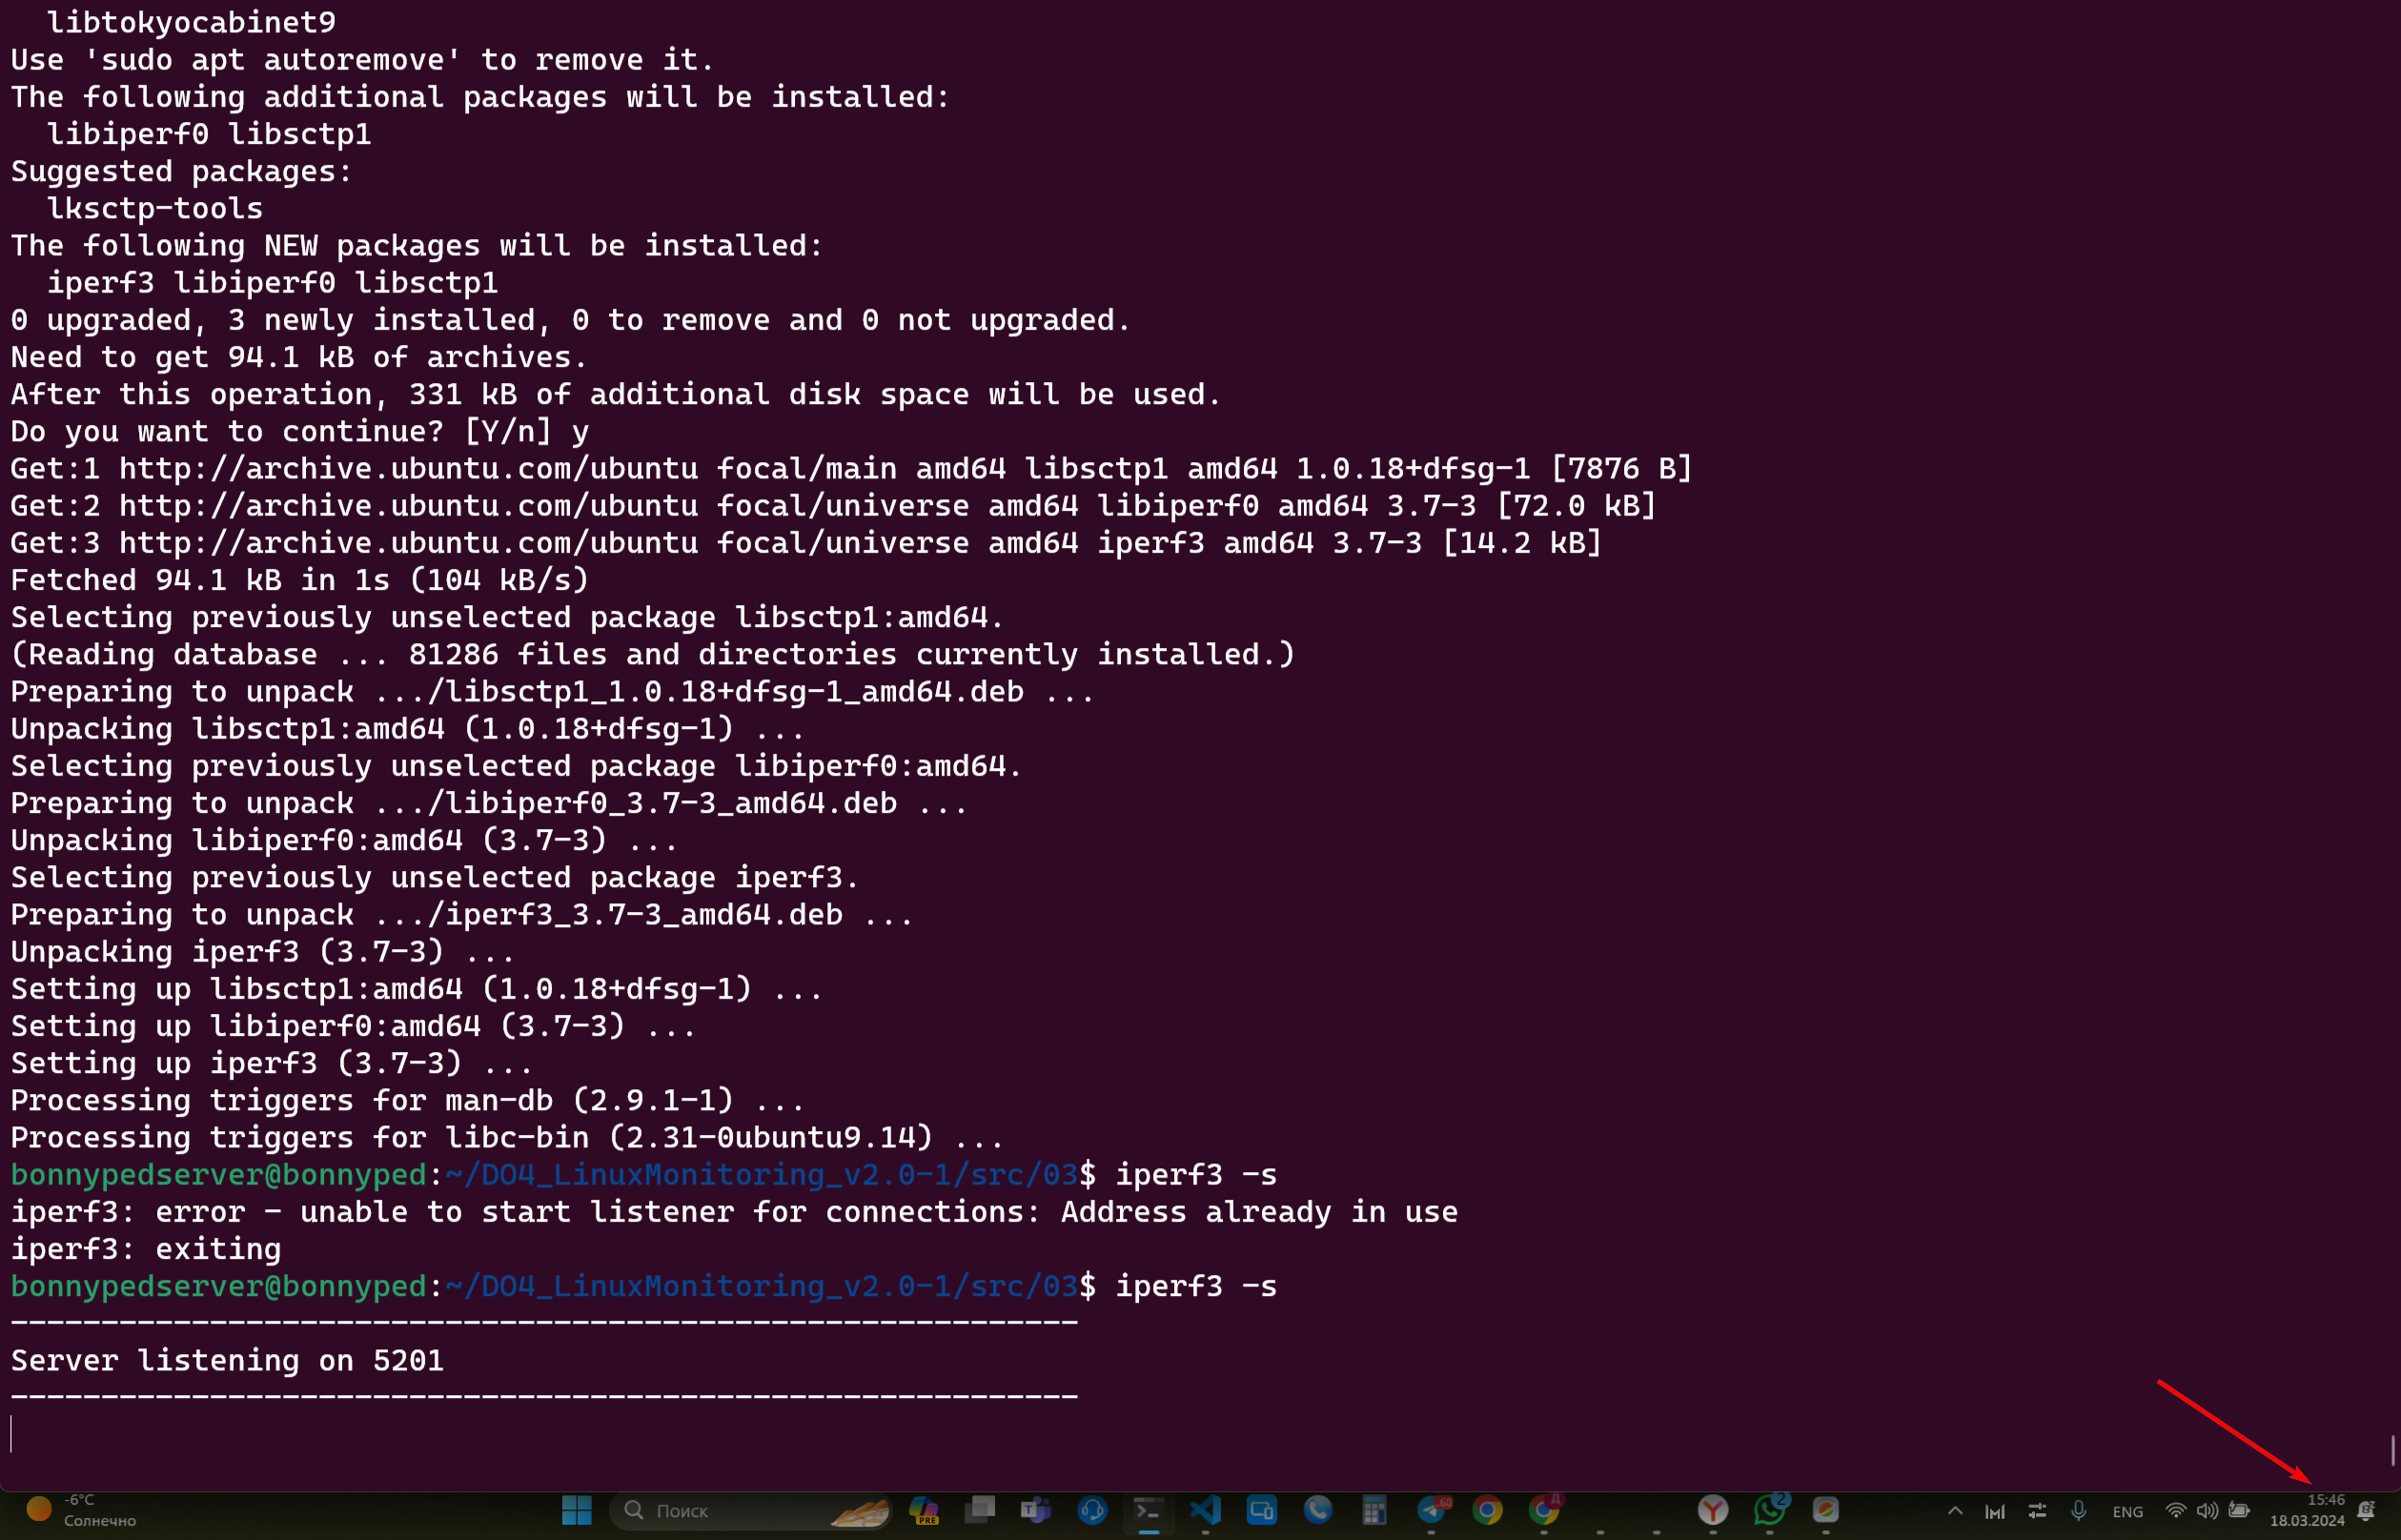 libtokyocabinet9
Use 'sudo apt autoremove' to remove it.
The following additional packages will be installed:
libiperf0 libsctp1
Suggested packages:
lksctp-tools
The following NEW packages will be installed:
iperf3 libiperf0 libsctp1
0 upgraded, 3 newly installed, 0 to remove and 0 not upgraded.
Need to get 94.1 kB of archives.
After this operation, 331 kB of additional disk space will be used.
Do you want to continue? [Y/n] y
Get:1 http://archive.ubuntu.com/ubuntu focal/main amd64 libsctp1 amd64 1.0.18+dfsg-1 [7876 B]
Get:2 http://archive.ubuntu.com/ubuntu focal/universe amd64 libiperf0 amd64 3.7-3 [72.0 kB]
Get:3 http://archive.ubuntu.com/ubuntu focal/universe amd64 iperf3 amd64 3.7-3 [14.2 kB]
Fetched 94.1 kB in 1s (104 kB/s)
Selecting previously unselected package libsctp1:amd64.
(Reading database ... 81286 files and directories currently installed.)
Preparing to unpack .../libsctp1_1.0.18+dfsg-1_amd64.deb ...
Unpacking libsctp1:amd64 (1.0.18+dfsg-1) ...
Selecting previously unselected package libiperf0:amd64.
Preparing to unpack .../libiperf0_3.7-3_amd64.deb ...
Unpacking libiperf0:amd64 (3.7-3) ...
Selecting previously unselected package iperf3.
Preparing to unpack .../iperf3_3.7-3_amd64.deb ...
Unpacking iperf3 (3.7-3) ...
Setting up libsctp1:amd64 (1.0.18+dfsg-1) ...
Setting up libiperf0:amd64 (3.7-3) ...
Setting up iperf3 (3.7-3) ...
Processing triggers for man-db (2.9.1-1) ...
Processing triggers for libc-bin (2.31-0ubuntu9.14) ...
bonnypedserver@bonnyped:~/DO4_LinuxMonitoring_v2.0-1/src/03$ iperf3 -s
iperf3: error - unable to start listener for connections: Address already in use
iperf3: exiting
bonnypedserver@bonnyped:~/DO4_LinuxMonitoring_v2.0-1/src/03$ iperf3 -s
-----------------------------------------------------------
Server listening on 5201
-----------------------------------------------------------
-6°C
Солнечно
Поиск
PRE
60
Д
2
ENG
15:46
18.03.2024